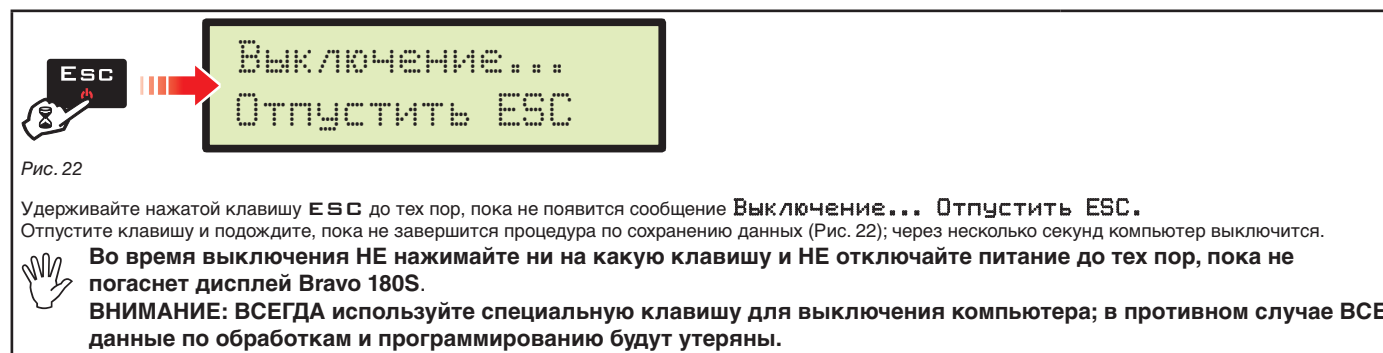 Esc
Выключение...
Отпустить ESC
Рис. 22
Удерживайте нажатой клавишу ESC до тех пор, пока не появится сообщение Выключение... Отпустить ESC.
Отпустите клавишу и подождите, пока не завершится процедура по сохранению данных (Рис. 22); через несколько секунд компьютер выключится.
Во время выключения НЕ нажимайте ни на какую клавишу и НЕ отключайте питание до тех пор, пока не
погаснет дисплей Bravo 180S.
ВНИМАНИЕ: ВСЕГДА используйте специальную клавишу для выключения компьютера; в противном случае ВСЕ
данные по обработкам и программированию будут утеряны.